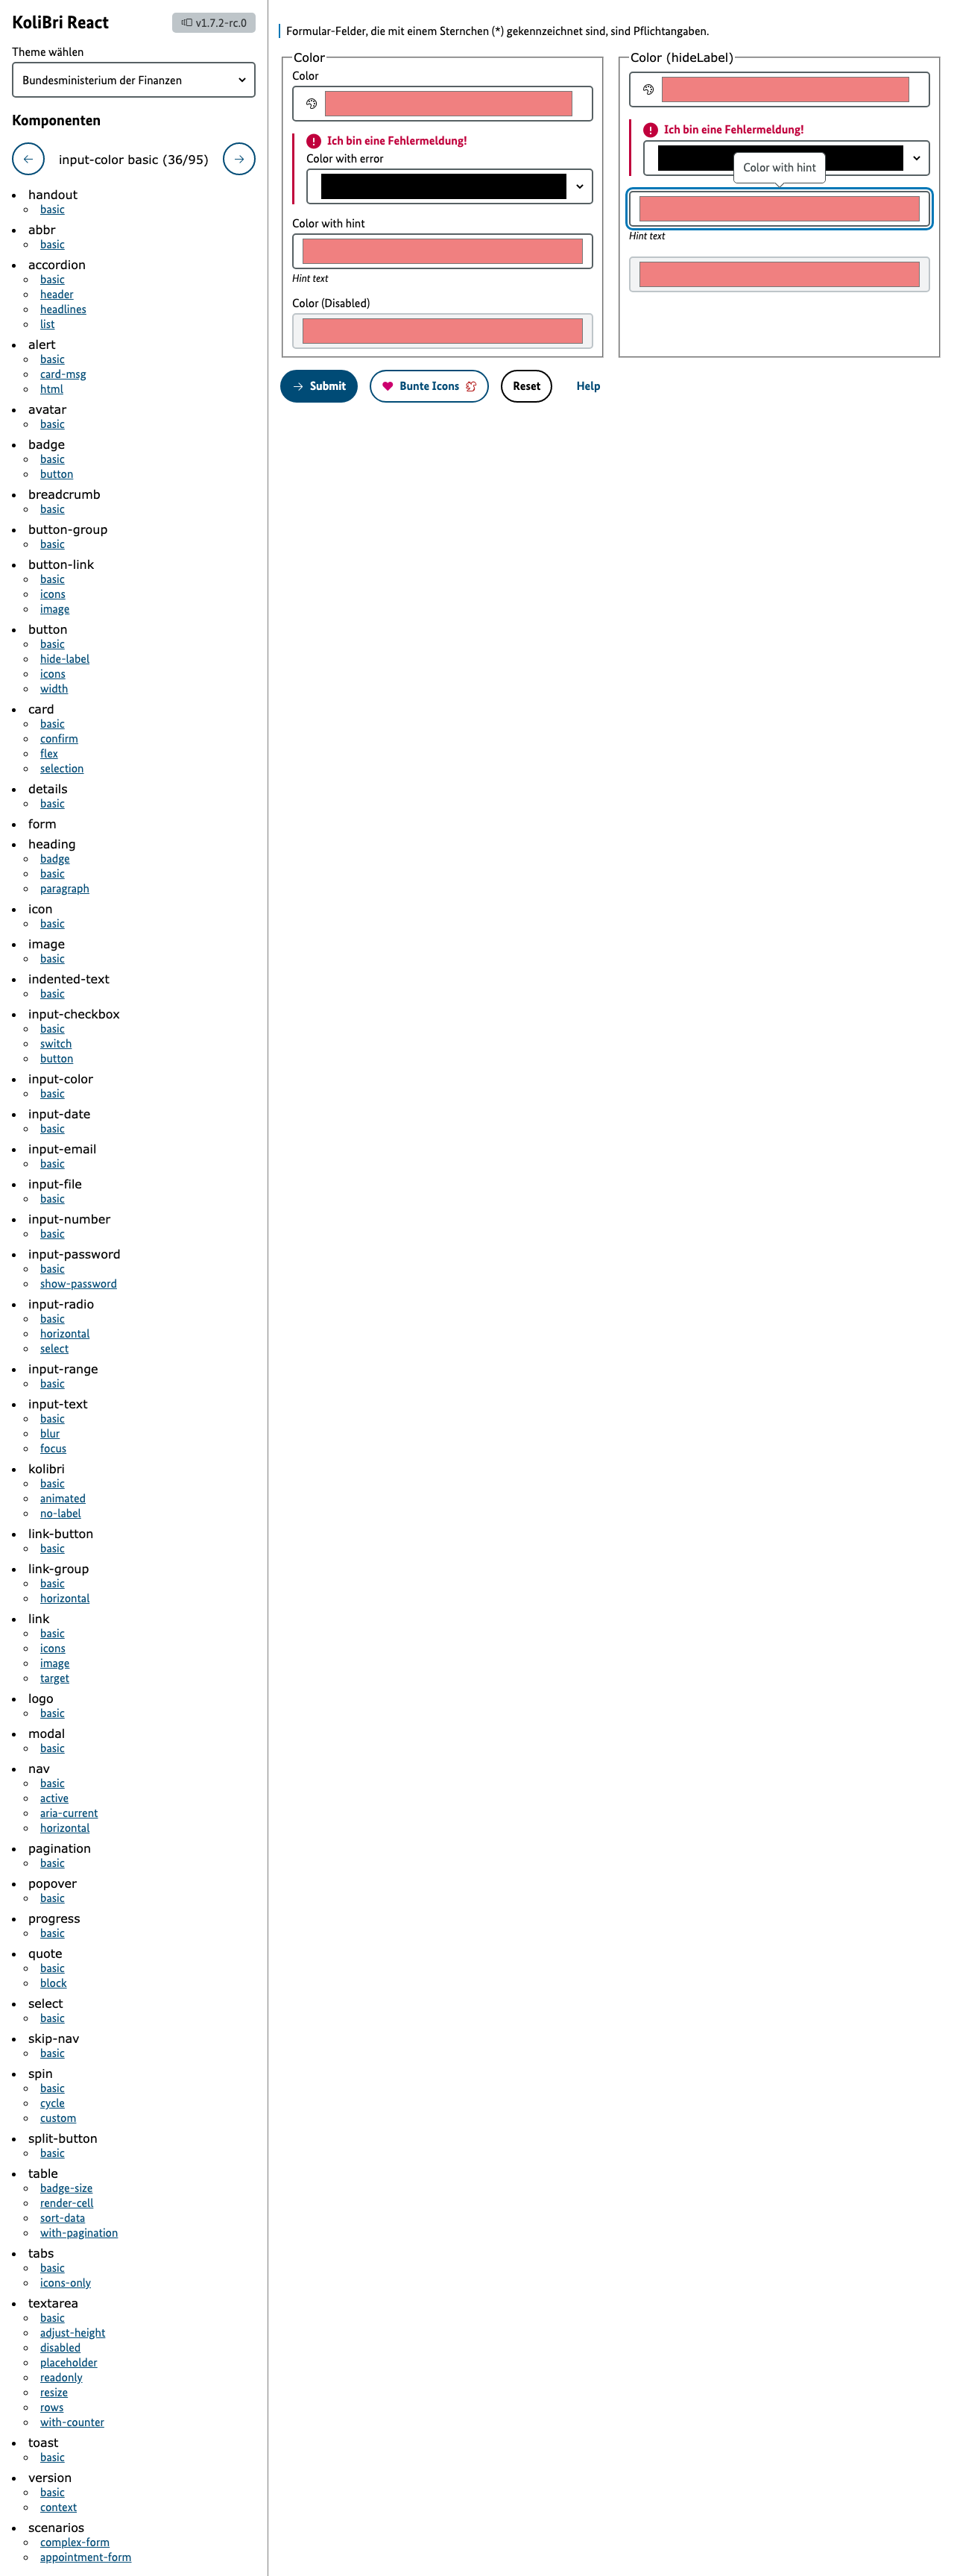 KoliBri React
v1.7.2-rc.0
Theme wählen
Bundesministerium der Finanzen
Komponenten
input-color basic (36/95)
handout
basic
abbr
basic
accordion
basic
header
headlines
list
alert
basic
card-msg
html
avatar
basic
badge
basic
button
breadcrumb
basic
button-group
basic
button-link
basic
icons
image
button
basic
hide-label
icons
width
card
basic
confirm
flex
selection
details
basic
form
heading
badge
basic
paragraph
icon
basic
image
basic
indented-text
basic
input-checkbox
basic
switch
button
input-color
basic
input-date
basic
input-email
basic
input-file
basic
input-number
basic
input-password
basic
show-password
input-radio
basic
horizontal
select
input-range
basic
input-text
basic
blur
focus
kolibri
basic
animated
no-label
link-button
basic
link-group
basic
horizontal
link
basic
icons
image
target
logo
basic
modal
basic
nav
basic
active
aria-current
horizontal
pagination
basic
popover
basic
progress
basic
quote
basic
block
select
basic
skip-nav
basic
spin
basic
cycle
custom
split-button
basic
table
badge-size
render-cell
sort-data
with-pagination
tabs
basic
icons-only
textarea
basic
adjust-height
disabled
placeholder
readonly
resize
rows
with-counter
toast
basic
version
basic
context
scenarios
complex-form
appointment-form
Formular-Felder, die mit einem Sternchen (*) gekennzeichnet sind, sind Pflichtangaben.
Color
Color
Ich bin eine Fehlermeldung!
Color with error
Color with hint
Hint text
Color (Disabled)
Color (hideLabel)
Ich bin eine Fehlermeldung!
Color with hint
Hint text
Submit
Bunte Icons
Reset
Help